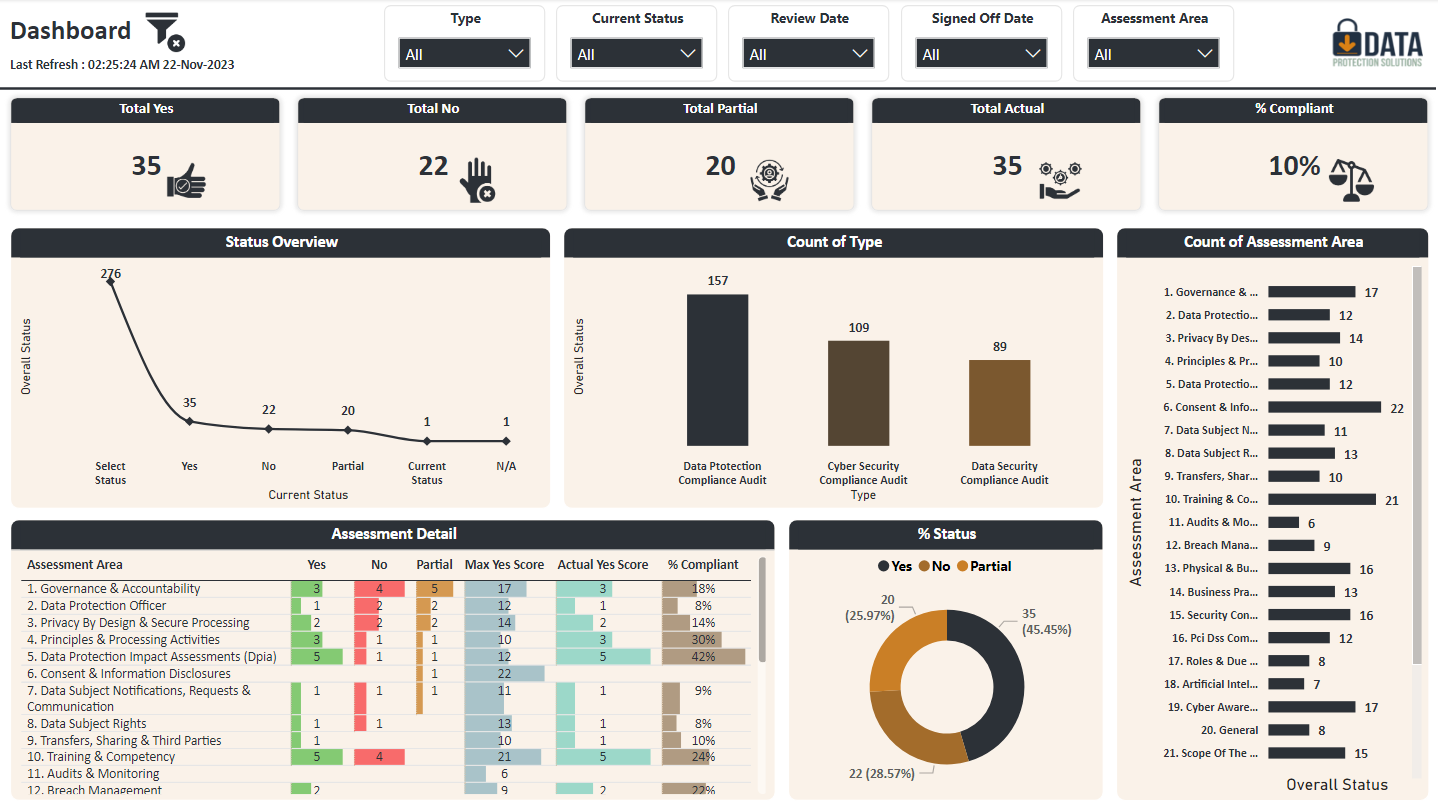 Dashboard
Last Refresh : 02:25:24 AM 22-Nov-2023
Type
All
Current Status
All
Review Date
All
Signed Off Date
All
Assessment Area
All
DATA
PROTECTION SOLUTIONS
Total Yes
35
Total No
22
Total Partial
20
Total Actual
35
% Compliant
10%
Status Overview
Overall Status
276
35
22
20
1
1
Select Status
Yes
No
Partial
Current Status
N/A
Current Status
Count of Type
Overall Status
157
109
89
Data Protection Compliance Audit
Cyber Security Compliance Audit
Data Security Compliance Audit
Type
Count of Assessment Area
Assessment Area
1. Governance & ... 17
2. Data Protectio... 12
3. Privacy By Des... 14
4. Principles & Pr... 10
5. Data Protectio... 12
6. Consent & Info... 22
7. Data Subject N... 11
8. Data Subject R... 13
9. Transfers, Shar... 10
10. Training & Co... 21
11. Audits & Mo... 6
12. Breach Mana... 9
13. Physical & Bu... 16
14. Business Pra... 13
15. Security Con... 16
16. Pci Dss Com... 12
17. Roles & Due ... 8
18. Artificial Intel... 7
19. Cyber Aware... 17
20. General 8
21. Scope Of The ... 15
Overall Status
Assessment Detail
Assessment Area Yes No Partial Max Yes Score Actual Yes Score % Compliant
1. Governance & Accountability 3 4 5 17 3 18%
2. Data Protection Officer 1 2 2 12 1 8%
3. Privacy By Design & Secure Processing 2 2 2 14 2 14%
4. Principles & Processing Activities 3 1 1 10 3 30%
5. Data Protection Impact Assessments (Dpia) 5 1 1 12 5 42%
6. Consent & Information Disclosures 1 22
7. Data Subject Notifications, Requests & 1 1 1 11 1 9%
Communication
8. Data Subject Rights 1 1 13 1 8%
9. Transfers, Sharing & Third Parties 1 10 1 10%
10. Training & Competency 5 4 21 5 24%
11. Audits & Monitoring 6
12. Breach Management 2 9 2 22%
% Status
Yes No Partial
20
(25.97%)
35
(45.45%)
22 (28.57%)